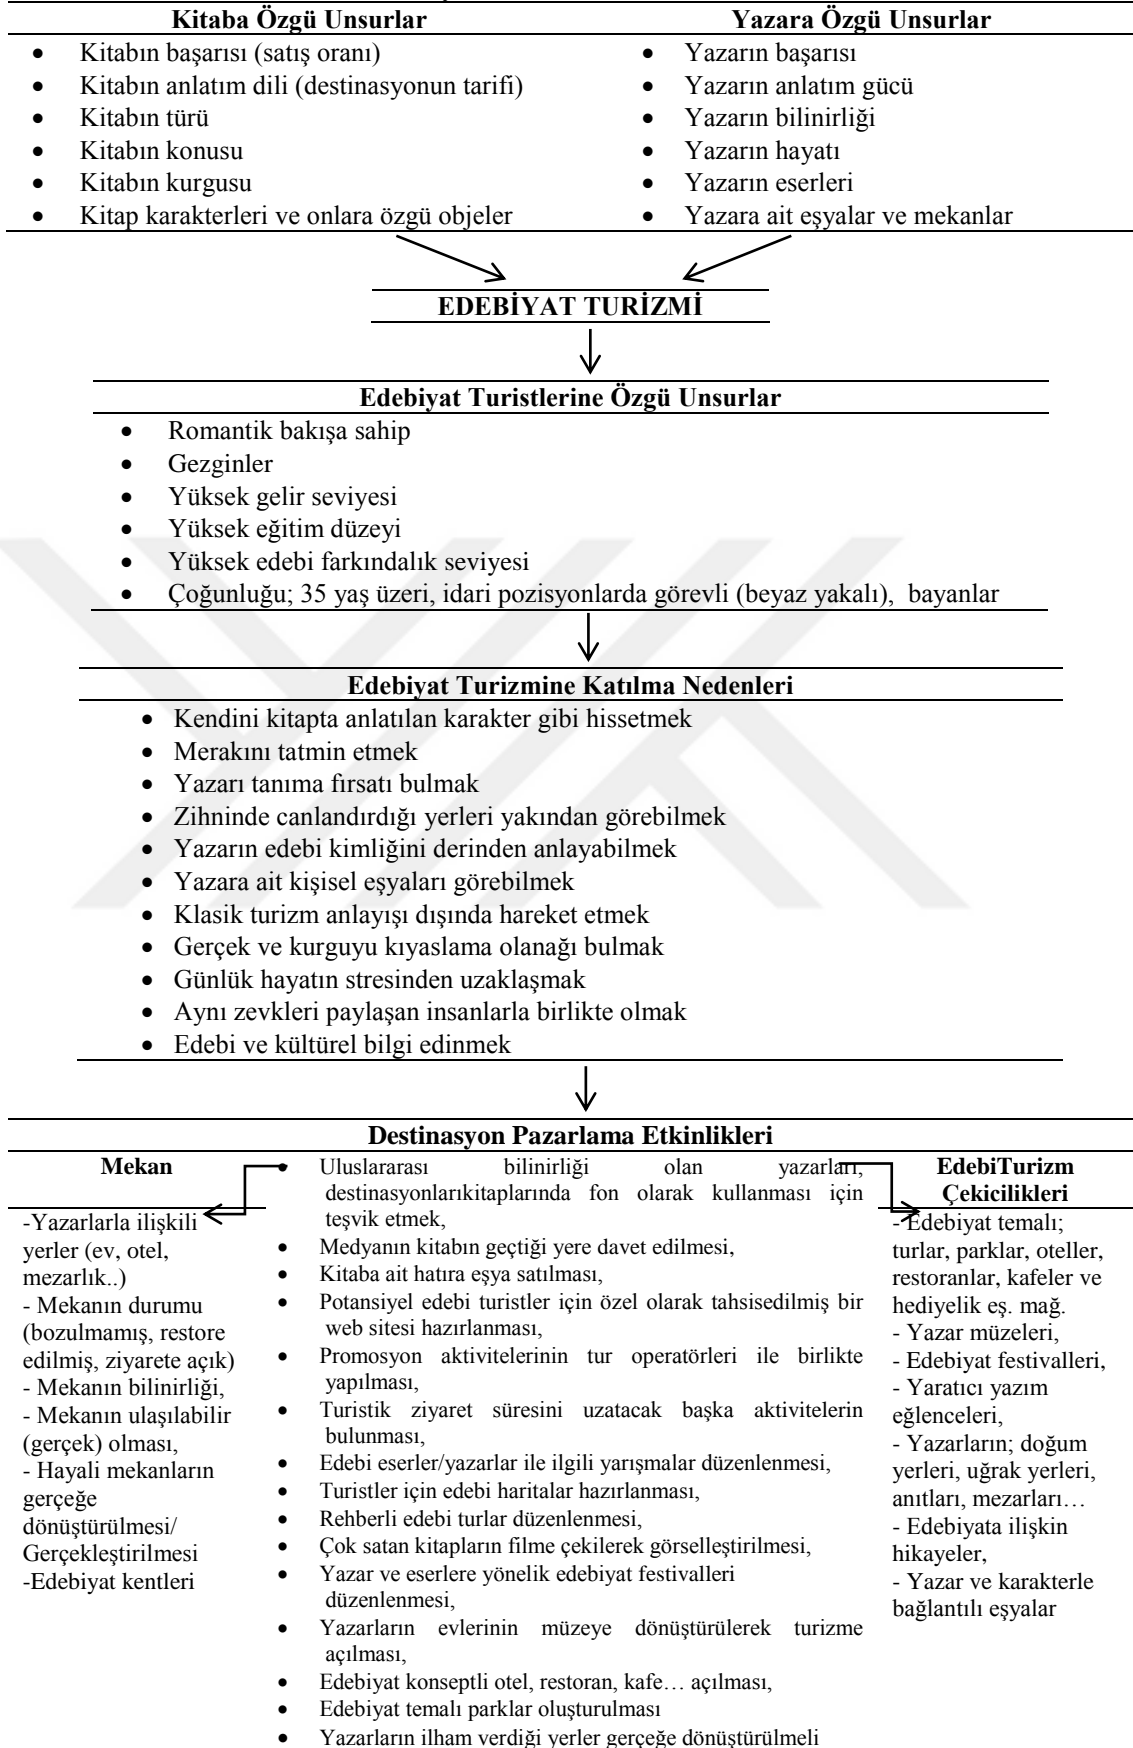 Kitaba Özgü Unsurlar
• Kitabın başarısı (satış oranı)
• Kitabın anlatım dili (destinasyonun tarifi)
• Kitabın türü
• Kitabın konusu
• Kitabın kurgusu
• Kitap karakterleri ve onlara özgü objeler
Yazara Özgü Unsurlar
• Yazarın başarısı
• Yazarın anlatım gücü
• Yazarın bilinirliği
• Yazarın hayatı
• Yazarın eserleri
• Yazara ait eşyalar ve mekanlar
EDEBİYAT TURİZMİ
Edebiyat Turistlerine Özgü Unsurlar
• Romantik bakışa sahip
• Gezginler
• Yüksek gelir seviyesi
• Yüksek eğitim düzeyi
• Yüksek edebi farkındalık seviyesi
• Çoğunluğu; 35 yaş üzeri, idari pozisyonlarda görevli (beyaz yakalı), bayanlar
Edebiyat Turizmine Katılma Nedenleri
• Kendini kitapta anlatılan karakter gibi hissetmek
• Merakını tatmin etmek
• Yazarı tanıma fırsatı bulmak
• Zihninde canlandırdığı yerleri yakından görebilmek
• Yazarın edebi kimliğini derinden anlayabilmek
• Yazara ait kişisel eşyaları görebilmek
• Klasik turizm anlayışı dışında hareket etmek
• Gerçek ve kurguyu kıyaslama olanağı bulmak
• Günlük hayatın stresinden uzaklaşmak
• Aynı zevkleri paylaşan insanlarla birlikte olmak
• Edebi ve kültürel bilgi edinmek
Destinasyon Pazarlama Etkinlikleri
Mekan
-Yazarlarla ilişkili
yerler (ev, otel,
mezarlık..)
- Mekanın durumu
(bozulmamış, restore
edilmiş, ziyarete açık)
- Mekanın bilinirliği,
- Mekanın ulaşılabilir
(gerçek) olması,
- Hayali mekanların
gerçeğe
dönüştürülmesi/
Gerçekleştirilmesi
-Edebiyat kentleri
• Uluslararası bilinirliği olan yazarları,
destinasyonlarıkitaplarında fon olarak kullanması için
teşvik etmek,
• Medyanın kitabın geçtiği yere davet edilmesi,
• Kitaba ait hatıra eşya satılması,
• Potansiyel edebi turistler için özel olarak tahsisedilmiş bir
web sitesi hazırlanması,
• Promosyon aktivitelerinin tur operatörleri ile birlikte
yapılması,
• Turistik ziyaret süresini uzatacak başka aktivitelerin
bulunması,
• Edebi eserler/yazarlar ile ilgili yarışmalar düzenlenmesi,
• Turistler için edebi haritalar hazırlanması,
• Rehberli edebi turlar düzenlenmesi,
• Çok satan kitapların filme çekilerek görselleştirilmesi,
• Yazar ve eserlere yönelik edebiyat festivalleri
düzenlenmesi,
• Yazarların evlerinin müzeye dönüştürülerek turizme
açılması,
• Edebiyat konseptli otel, restoran, kafe… açılması,
• Edebiyat temalı parklar oluşturulması
• Yazarların ilham verdiği yerler gerçeğe dönüştürülmeli
EdebiTurizm
Çekicilikleri
- Edebiyat temalı;
turlar, parklar, oteller,
restoranlar, kafeler ve
hediyelik eş. mağ.
- Yazar müzeleri,
- Edebiyat festivalleri,
- Yaratıcı yazım
eğlenceleri,
- Yazarların; doğum
yerleri, uğrak yerleri,
anıtları, mezarları…
- Edebiyata ilişkin
hikayeler,
- Yazar ve karakterle
bağlantılı eşyalar